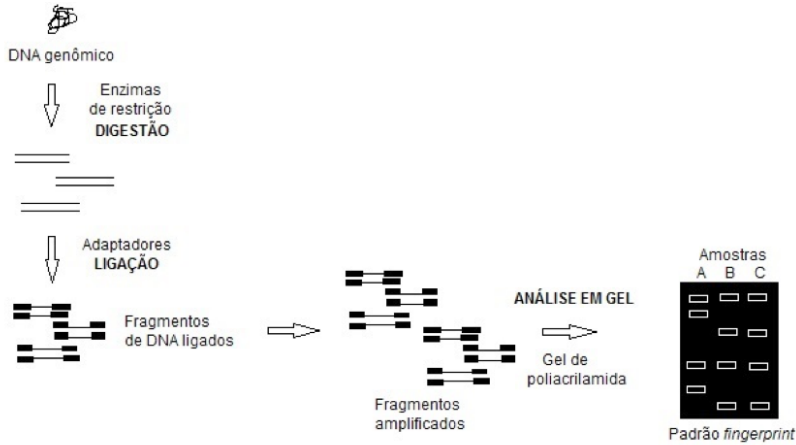 DNA genômico
Enzimas
de restrição
DIGESTÃO
Adaptadores
LIGAÇÃO
Fragmentos
de DNA ligados
Fragmentos
amplificados
ANÁLISE EM GEL
Gel de
poliacrilamida
Amostras
A B C
Padrão fingerprint